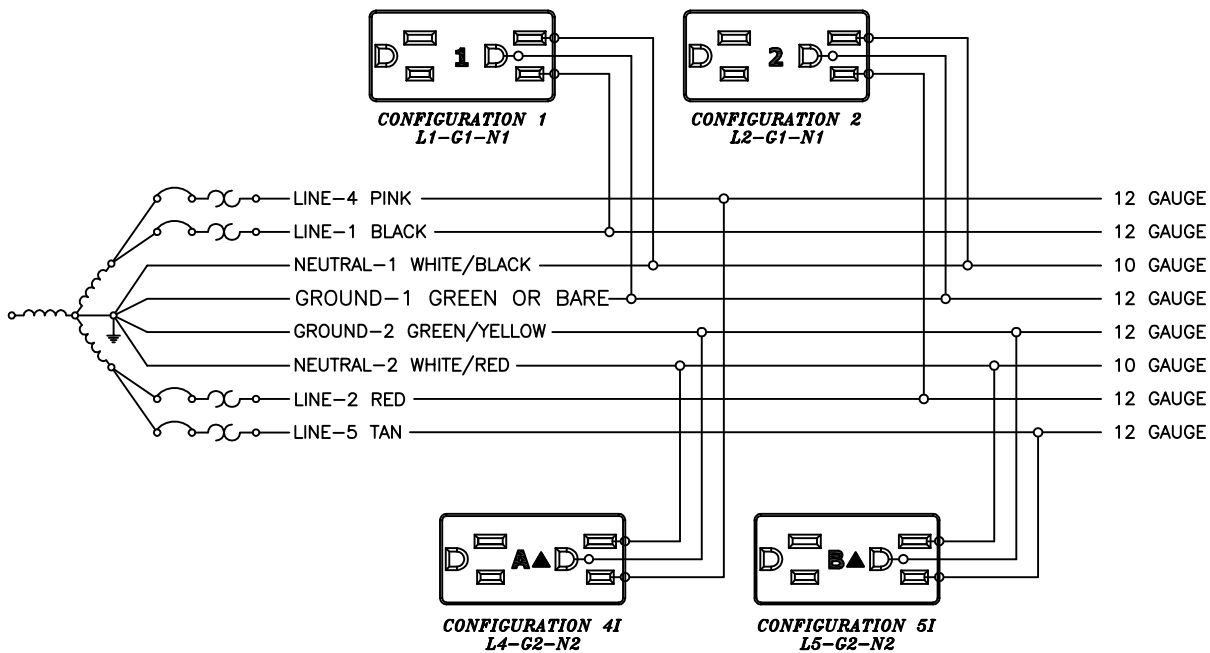 1
2
CONFIGURATION 1
L1-G1-N1
CONFIGURATION 2
L2-G1-N1
LINE-4 PINK 12 GAUGE
LINE-1 BLACK 12 GAUGE
NEUTRAL-1 WHITE/BLACK 10 GAUGE
GROUND-1 GREEN OR BARE 12 GAUGE
GROUND-2 GREEN/YELLOW 12 GAUGE
NEUTRAL-2 WHITE/RED 10 GAUGE
LINE-2 RED 12 GAUGE
LINE-5 TAN 12 GAUGE
A▲
B▲
CONFIGURATION 4I
L4-G2-N2
CONFIGURATION 5I
L5-G2-N2